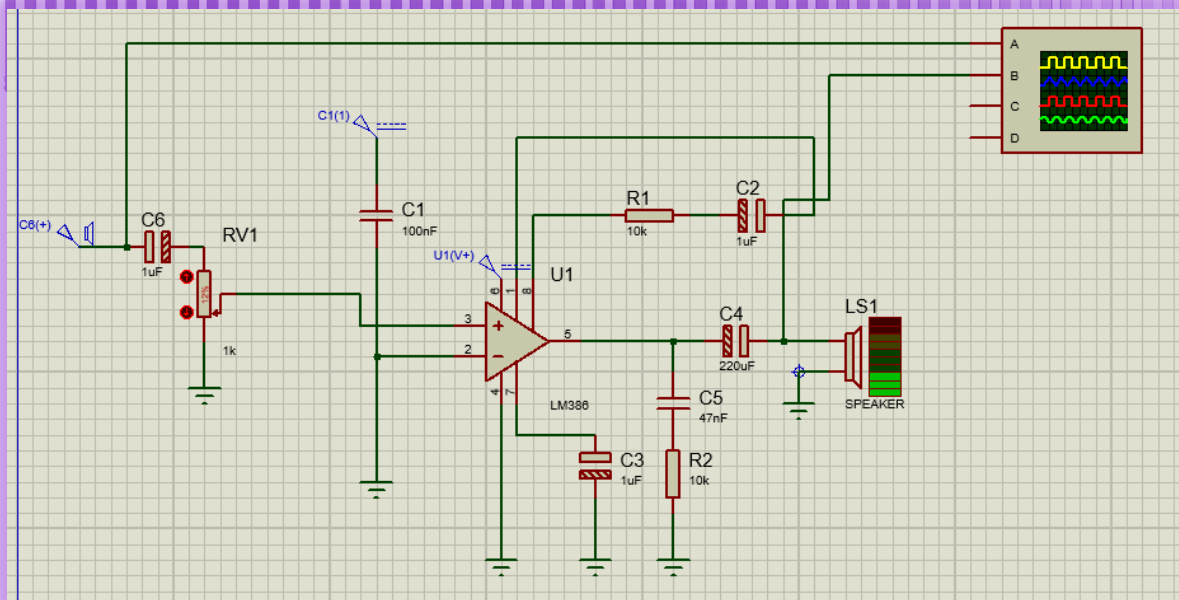 A
B
C
D
C1(1)
C6(+)
C6
1uF
RV1
12%
1k
C1
100nF
R1
10k
C2
1uF
U1(V+)
U1
6
1
8
3
2
5
4
7
LM386
C4
220uF
LS1
SPEAKER
C5
47nF
C3
1uF
R2
10k